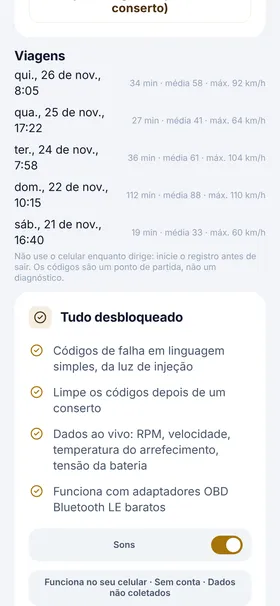 conserto)
Viagens
qui., 26 de nov.,
8:05
34 min · média 58 · máx. 92 km/h
qua., 25 de nov.,
17:22
27 min · média 41 · máx. 64 km/h
ter., 24 de nov.,
7:58
36 min · média 61 · máx. 104 km/h
dom., 22 de nov.,
10:15
112 min · média 88 · máx. 110 km/h
sáb., 21 de nov.,
16:40
19 min · média 33 · máx. 60 km/h
Não use o celular enquanto dirige: inicie o registro antes de
sair. Os códigos são um ponto de partida, não um
diagnóstico.
Tudo desbloqueado
Códigos de falha em linguagem
simples, da luz de injeção
Limpe os códigos depois de um
conserto
Dados ao vivo: RPM, velocidade,
temperatura do arrefecimento,
tensão da bateria
Funciona com adaptadores OBD
Bluetooth LE baratos
Sons
Funciona no seu celular · Sem conta · Dados
não coletados